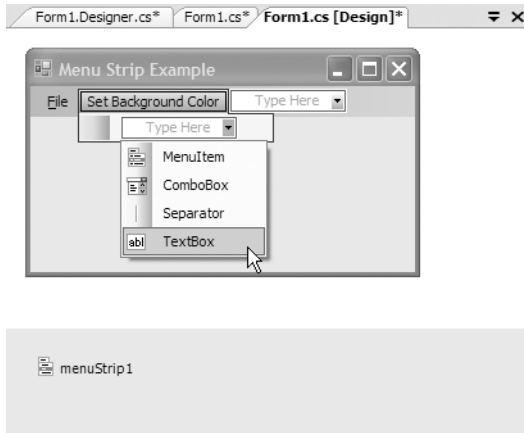 Form1.Designer.cs* Form1.cs* Form1.cs [Design]*
Menu Strip Example
File Set Background Color Type Here
Type Here
MenuItem
ComboBox
Separator
abl TextBox
menuStrip1